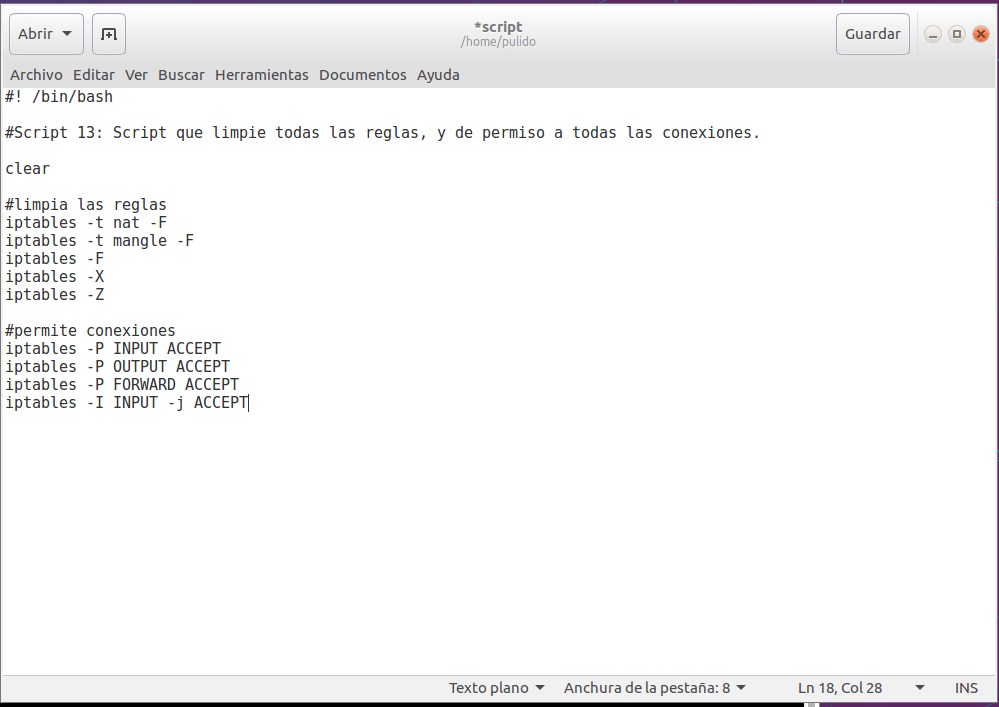 Abrir
*script
/home/pulido
Guardar
Archivo Editar Ver Buscar Herramientas Documentos Ayuda
#! /bin/bash
#Script 13: Script que limpie todas las reglas, y de permiso a todas las conexiones.
clear
#limpia las reglas
iptables -t nat -F
iptables -t mangle -F
iptables -F
iptables -X
iptables -Z
#permite conexiones
iptables -P INPUT ACCEPT
iptables -P OUTPUT ACCEPT
iptables -P FORWARD ACCEPT
iptables -I INPUT -j ACCEPT
Texto plano Anchura de la pestaña: 8 Ln 18, Col 28 INS